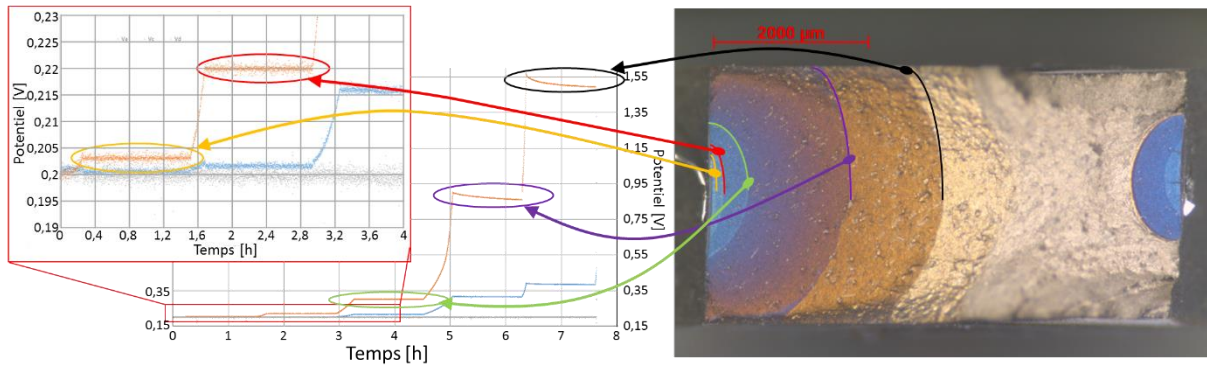 0,23
0,225
0,22
0,215
0,21
0,205
0,2
0,195
0,19
Potentiel [V]
0 0,4 0,8 1,2 1,6 2 2,4 2,8 3,2 3,6 4
Temps [h]
1,55
1,35
1,15
0,95
0,75
0,55
0,35
0,15
Potentiel [V]
0,35
0,15
0 1 2 3 4 5 6 7 8
Temps [h]
2000 µm